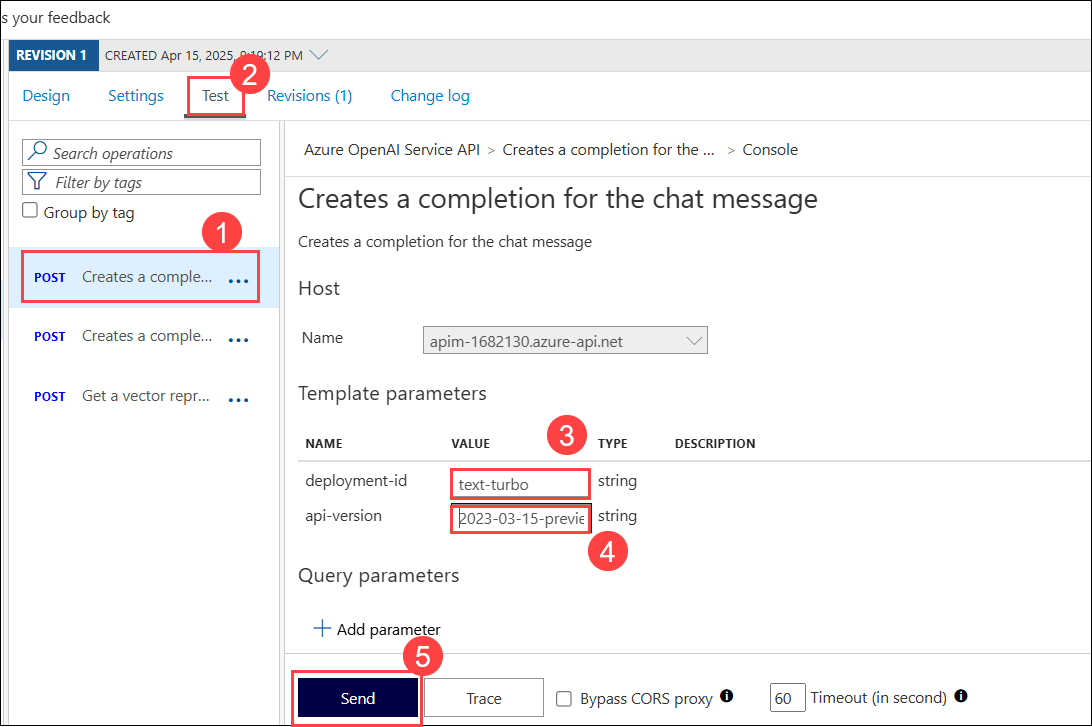 s your feedback
REVISION 1 CREATED Apr 15, 2025, 9:19:12 PM
2
Design Settings Test Revisions (1) Change log
Search operations
Filter by tags
Group by tag
1
POST Creates a comple... ...
POST Creates a comple... ...
POST Get a vector repr... ...
Azure OpenAI Service API > Creates a completion for the ... > Console
Creates a completion for the chat message
Creates a completion for the chat message
Host
Name apim-1682130.azure-api.net
Template parameters
3
NAME VALUE TYPE DESCRIPTION
deployment-id text-turbo string
api-version 2023-03-15-previe string
4
Query parameters
+ Add parameter
5
Send Trace Bypass CORS proxy i 60 Timeout (in second) i